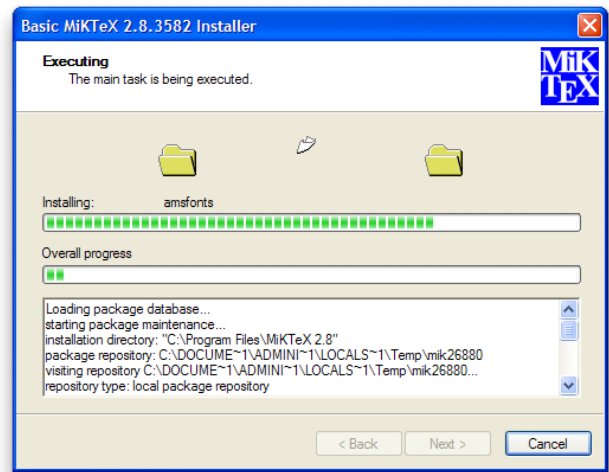 Basic MiKTeX 2.8.3582 Installer
Executing
The main task is being executed.
MiK
TEX
Installing: amsfonts
Overall progress
Loading package database...
starting package maintenance...
installation directory: "C:\Program Files\MiKTeX 2.8"
package repository: C:\DOCUME~1\ADMINI~1\LOCALS~1\Temp\mik26880
visiting repository C:\DOCUME~1\ADMINI~1\LOCALS~1\Temp\mik26880...
repository type: local package repository
< Back Next > Cancel